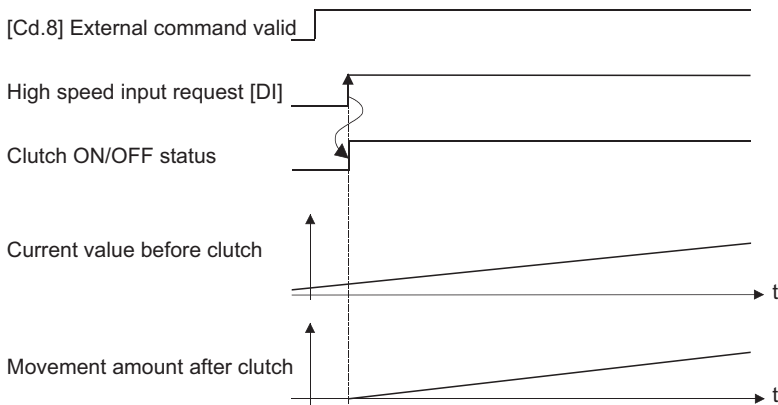 [Cd.8] External command valid
High speed input request [DI]
Clutch ON/OFF status
Current value before clutch
t
Movement amount after clutch
t